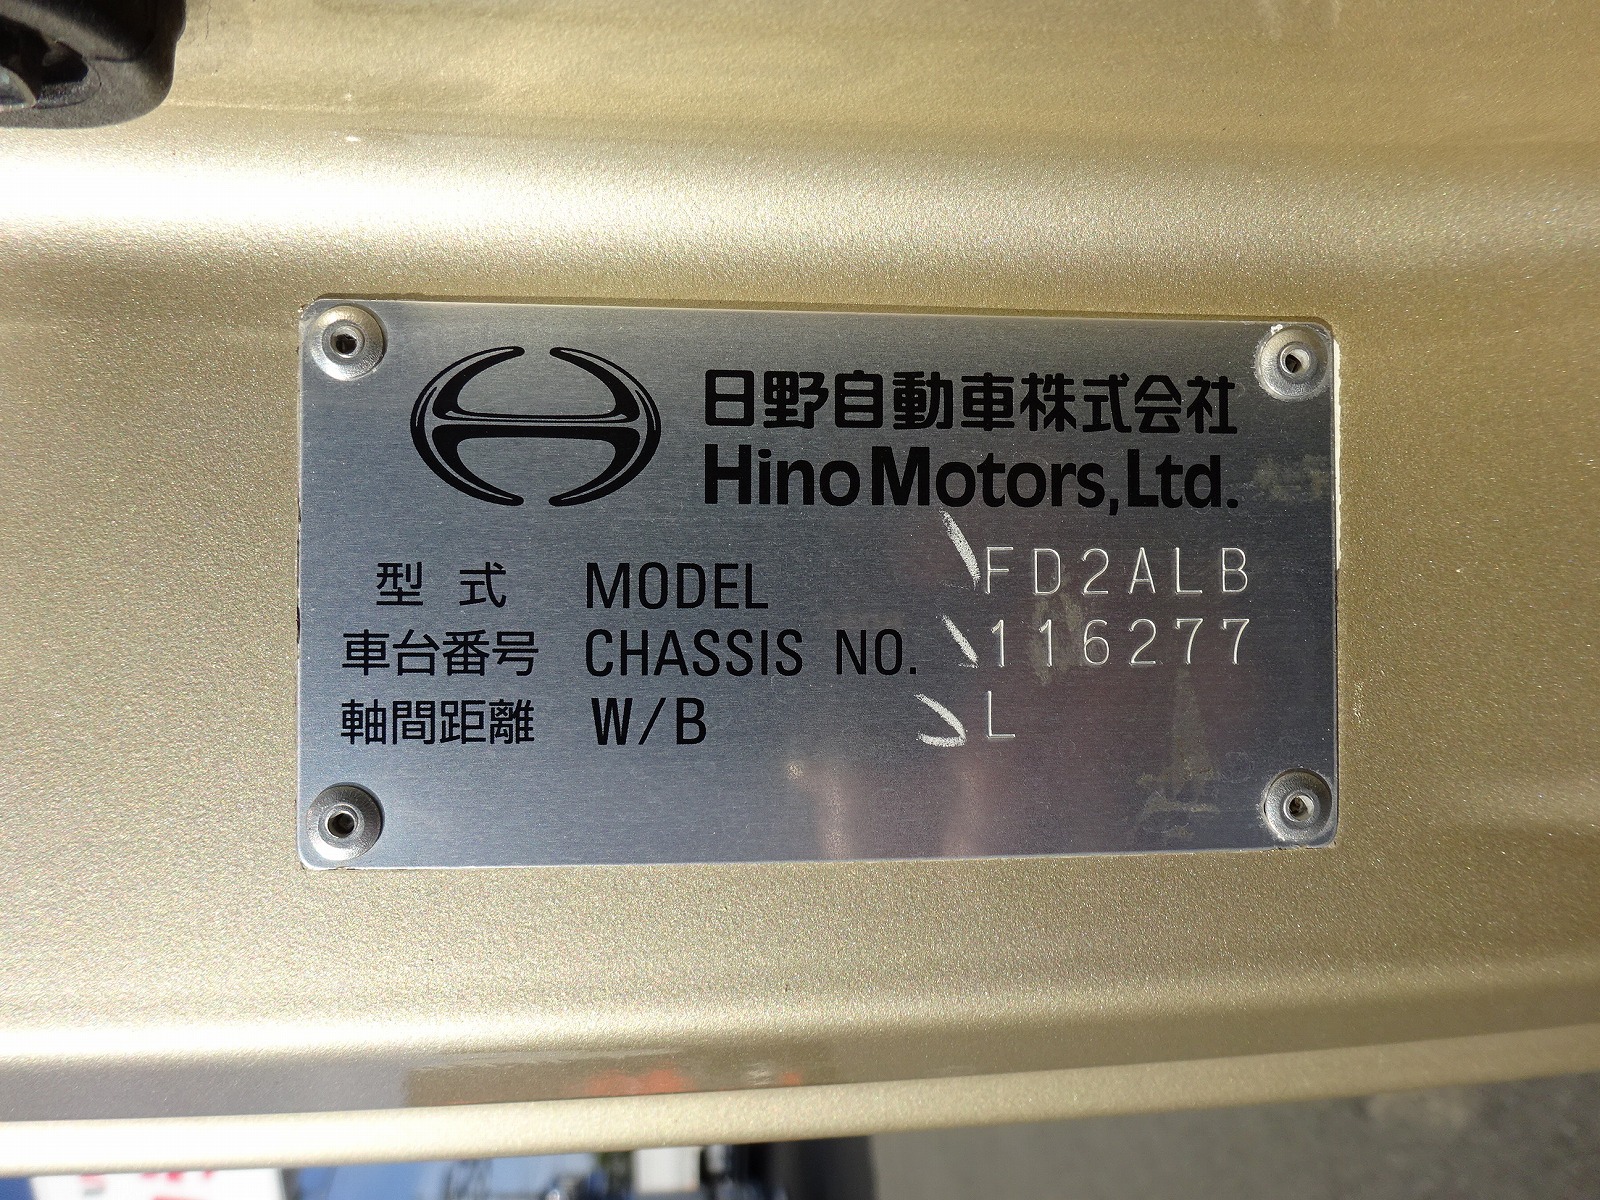 日野自動車株式会社
Hino Motors, Ltd.
型式 MODEL FD2ALB
車台番号 CHASSIS NO. 116277
軸間距離 W/B L